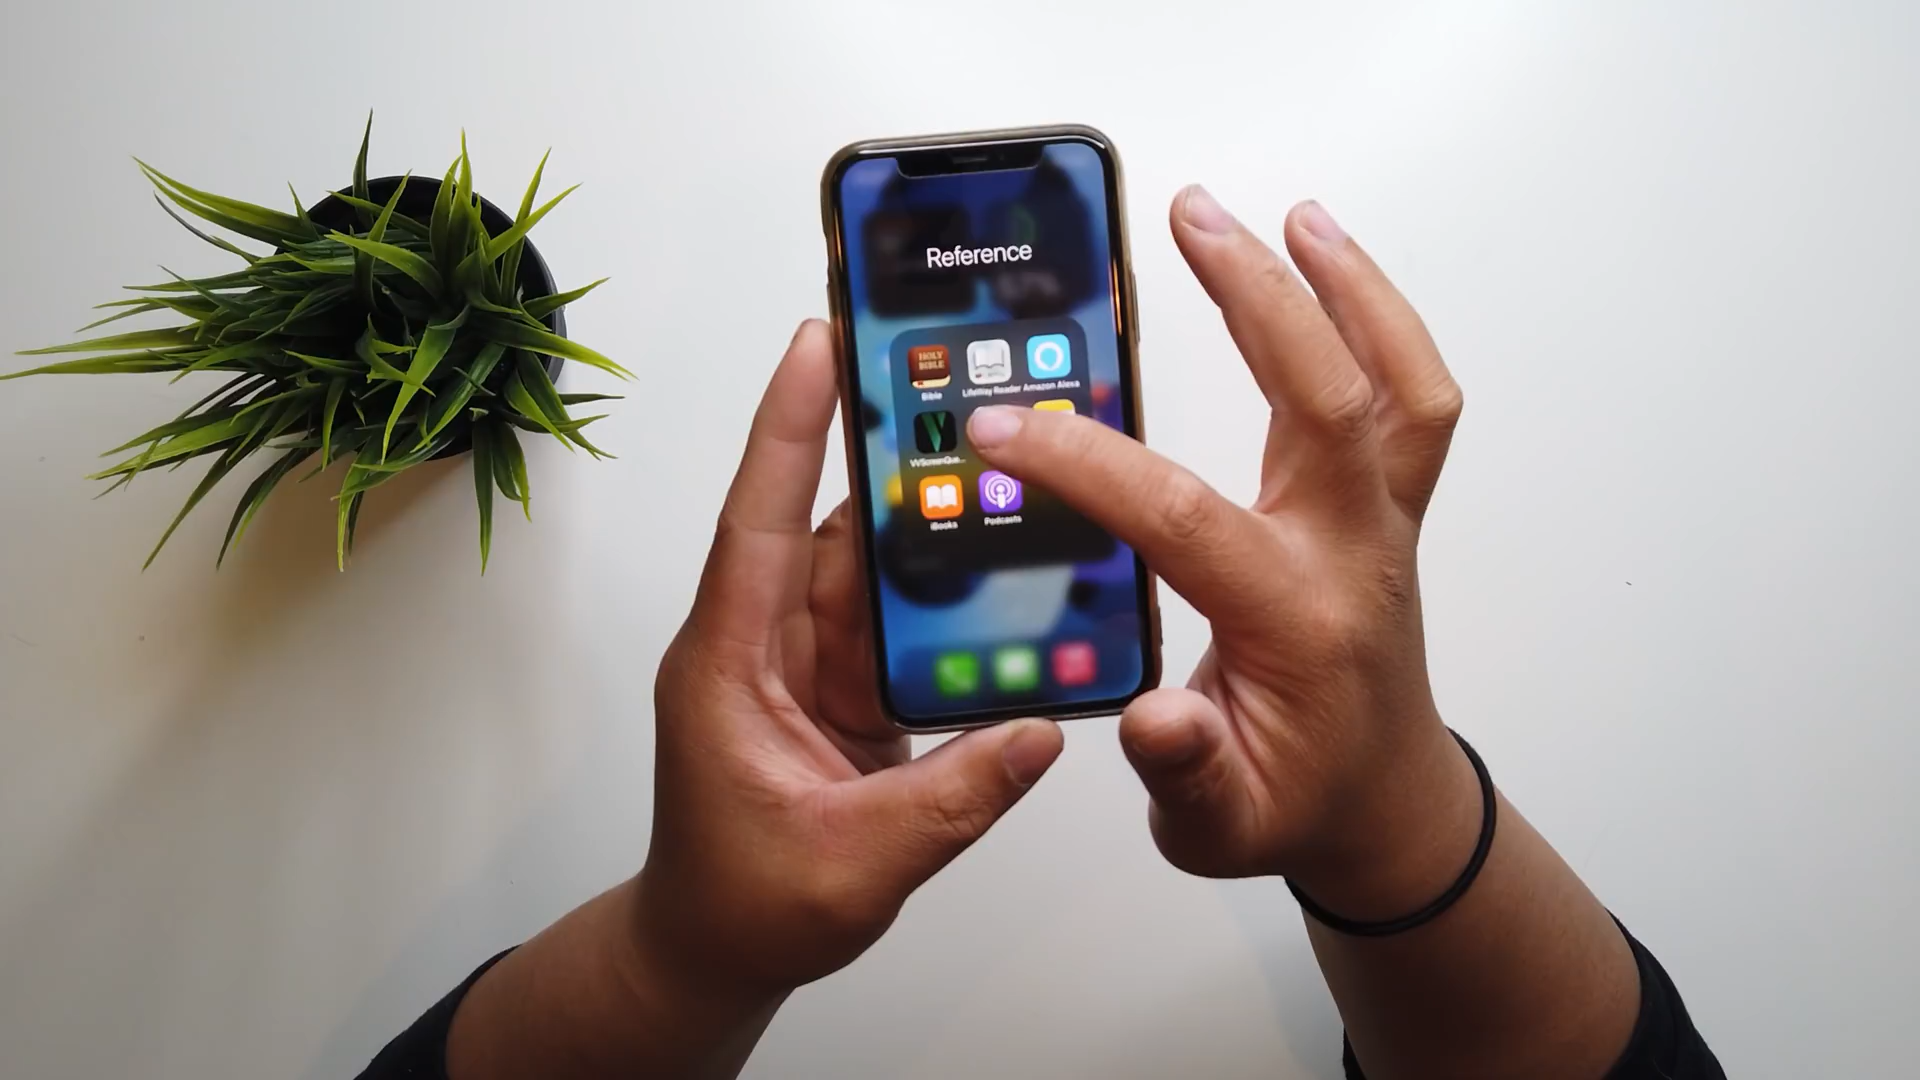 Reference
HOLY
BIBLE
Bible
LifeWay Reader
Amazon Alexa
iBooks
Podcasts